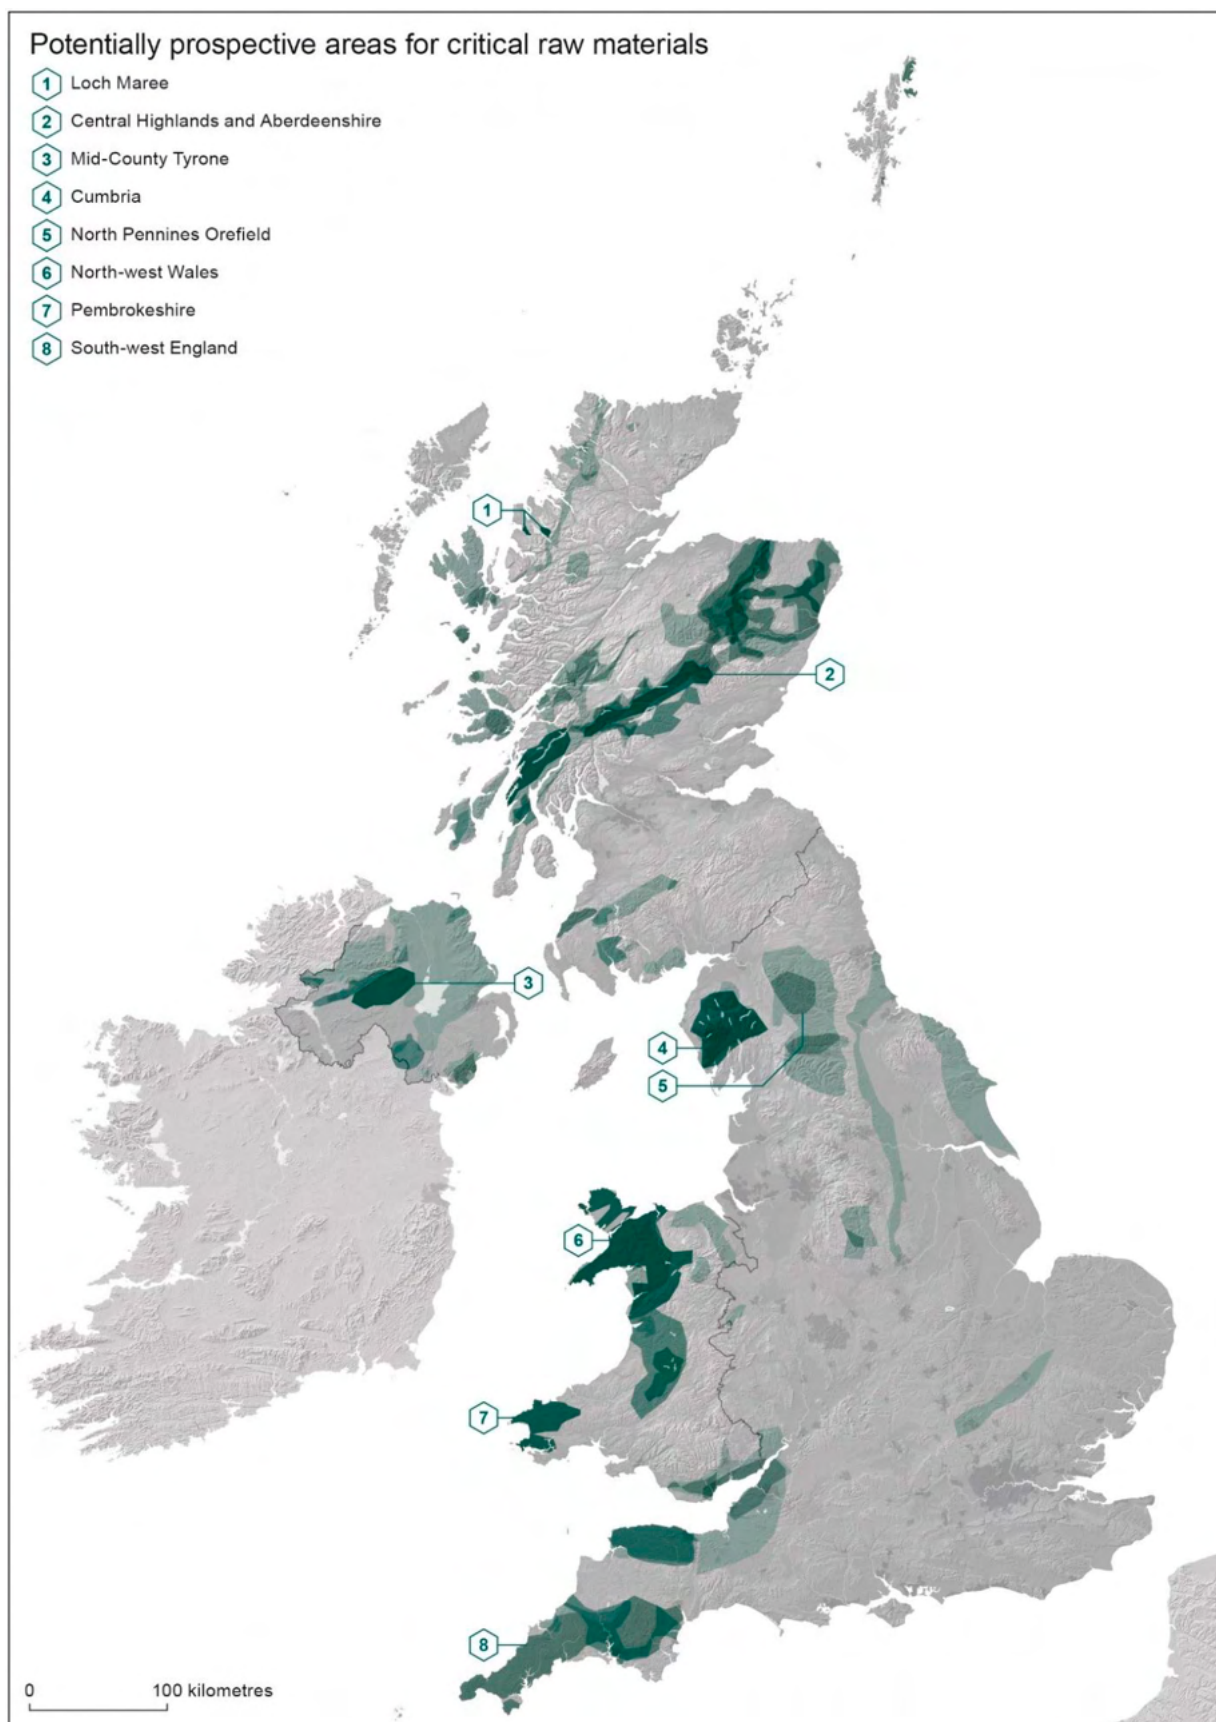 Potentially prospective areas for critical raw materials
1 Loch Maree
2 Central Highlands and Aberdeenshire
3 Mid-County Tyrone
4 Cumbria
5 North Pennines Orefield
6 North-west Wales
7 Pembrokeshire
8 South-west England
1
2
3
4
5
6
7
8
0 100 kilometres